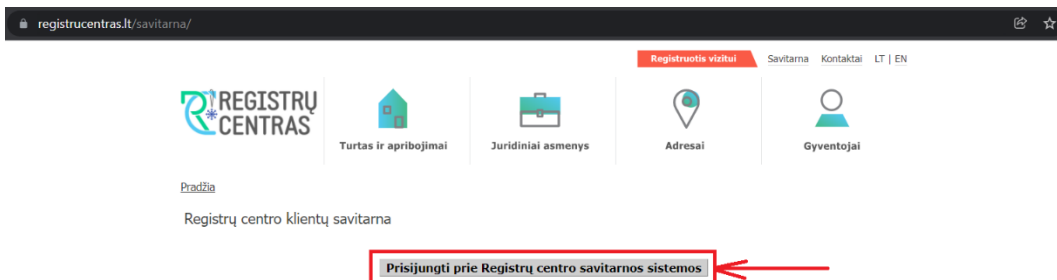 registrucentras.lt/savitarna/
Registruotis vizitui Savitarna Kontaktai LT | EN
REGISTRŲ
CENTRAS
Turtas ir apribojimai Juridiniai asmenys Adresai Gyventojai
Pradžia
Registrų centro klientų savitarna
Prisijungti prie Registrų centro savitarnos sistemos